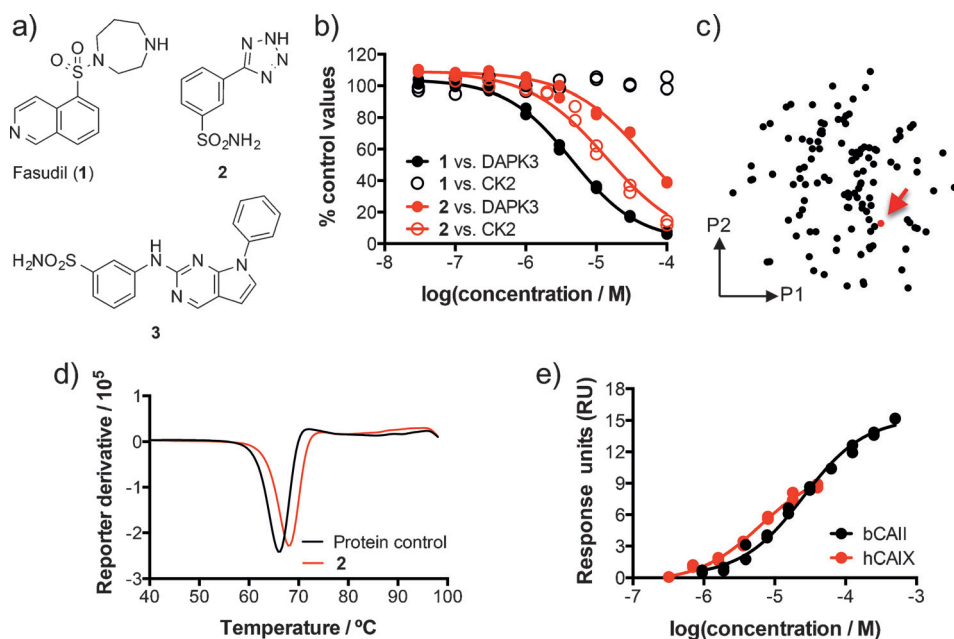 a)
O
O
S
N
NH
N
Fasudil (1)
2H
N
N
N
N
SO2NH2
2
H2NO2S
H
N
N
N
N
3
b)
% control values
120
100
80
60
40
20
0
1 vs. DAPK3
1 vs. CK2
2 vs. DAPK3
2 vs. CK2
-8 -7 -6 -5 -4
log(concentration / M)
c)
P2
P1
d)
Reporter derivative / 10^5
1
0
-1
-2
-3
Protein control
2
40 50 60 70 80 90 100
Temperature / ºC
e)
Response units (RU)
18
15
12
9
6
3
0
bCAII
hCAIX
-7 -6 -5 -4 -3
log(concentration / M)